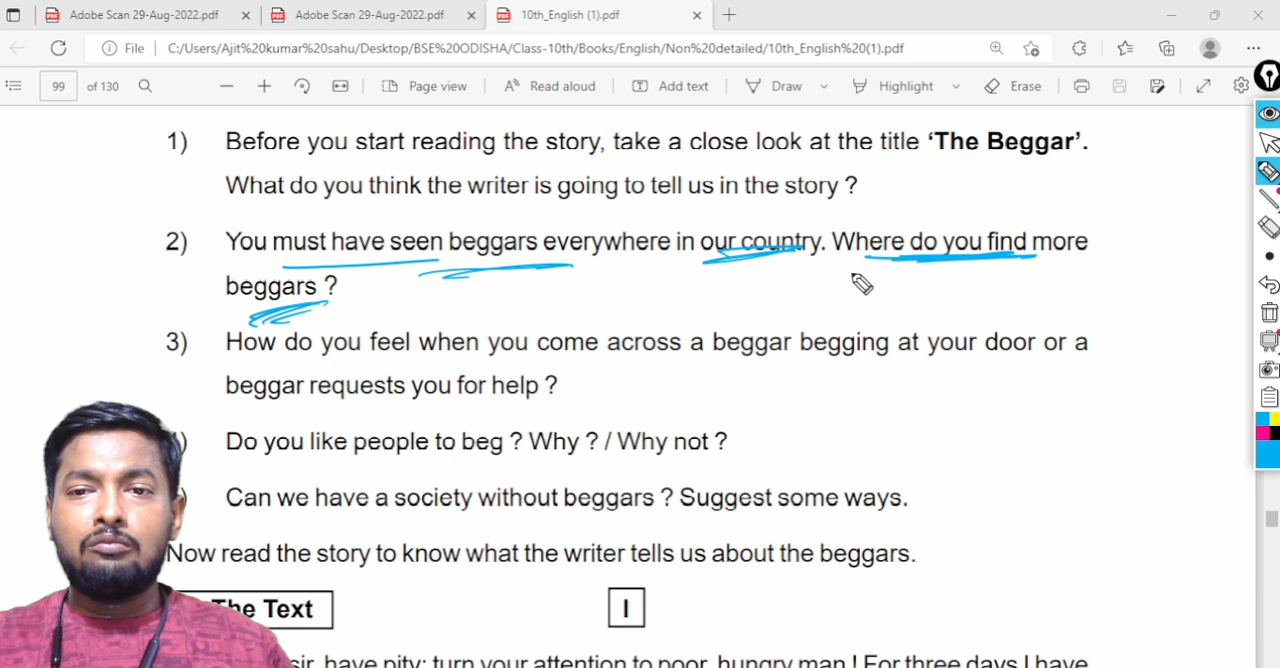 Adobe Scan 29-Aug-2022.pdf
Adobe Scan 29-Aug-2022.pdf
10th_English (1).pdf
File
C:/Users/Ajit%20kumar%20sahu/Desktop/BSE%20ODISHA/Class-10th/Books/English/Non%20detailed/10th_English%20(1).pdf
99 of 130
Page view
Read aloud
Add text
Draw
Highlight
Erase
1) Before you start reading the story, take a close look at the title ‘The Beggar’.
What do you think the writer is going to tell us in the story ?
2) You must have seen beggars everywhere in our country. Where do you find more
beggars ?
3) How do you feel when you come across a beggar begging at your door or a
beggar requests you for help ?
) Do you like people to beg ? Why ? / Why not ?
) Can we have a society without beggars ? Suggest some ways.
Now read the story to know what the writer tells us about the beggars.
The Text
I
sir, have pity; turn your attention to poor, hungry man ! For three days I have